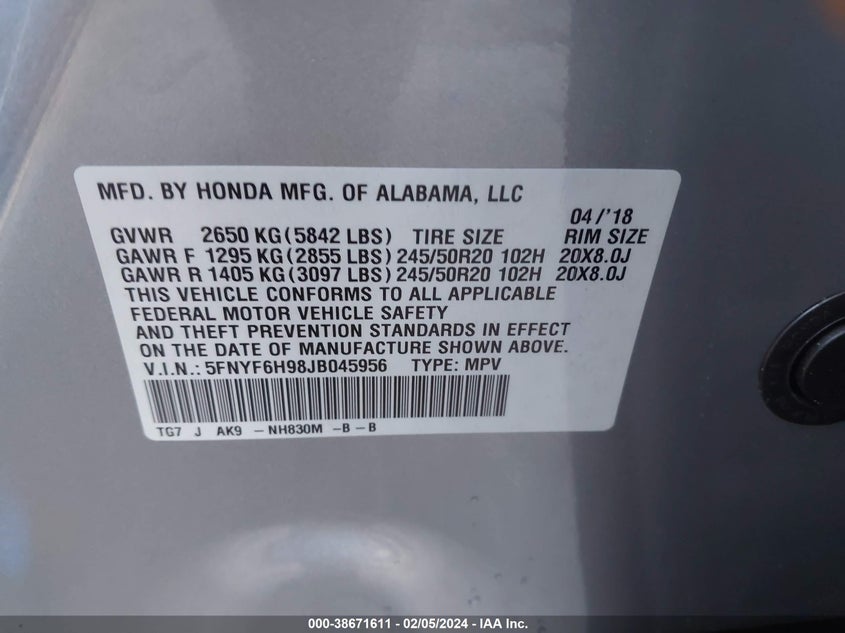 MFD. BY HONDA MFG. OF ALABAMA, LLC
04/'18
GVWR 2650 KG(5842 LBS) TIRE SIZE RIM SIZE
GAWR F 1295 KG(2855 LBS) 245/50R20 102H 20X8.0J
GAWR R 1405 KG(3097 LBS) 245/50R20 102H 20X8.0J
THIS VEHICLE CONFORMS TO ALL APPLICABLE
FEDERAL MOTOR VEHICLE SAFETY
AND THEFT PREVENTION STANDARDS IN EFFECT
ON THE DATE OF MANUFACTURE SHOWN ABOVE.
V.I.N.: 5FNYF6H98JB045956 TYPE: MPV
TG7 J AK9 -NH830M -B-B
000-38671611 - 02/05/2024 - IAA Inc.